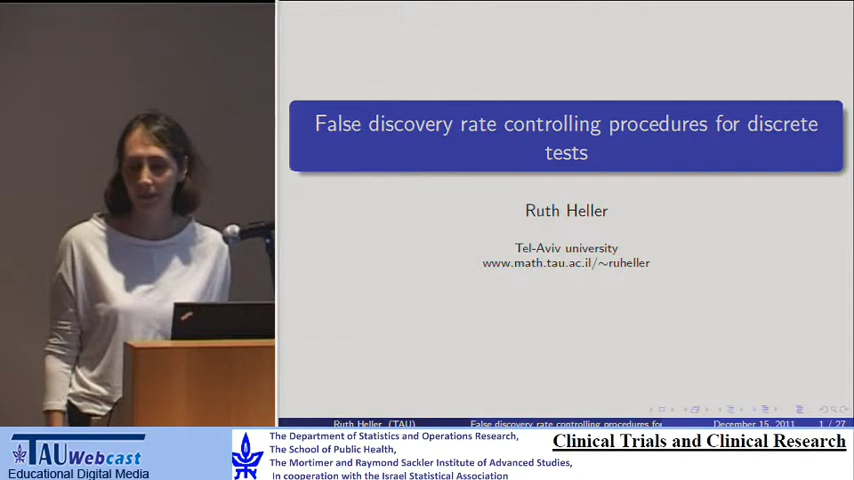 False discovery rate controlling procedures for discrete
tests
Ruth Heller
Tel-Aviv university
www.math.tau.ac.il/~ruheller
Ruth Heller (TAU)
False discovery rate controlling procedures for
December 15, 2011
1 / 27
TAU Webcast
Educational Digital Media
The Department of Statistics and Operations Research,
The School of Public Health,
The Mortimer and Raymond Sackler Institute of Advanced Studies,
In cooperation with the Israel Statistical Association
Clinical Trials and Clinical Research